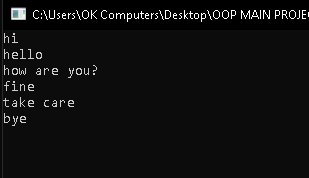 C:\Users\OK Computers\Desktop\OOP MAIN PROJE
hi
hello
how are you?
fine
take care
bye